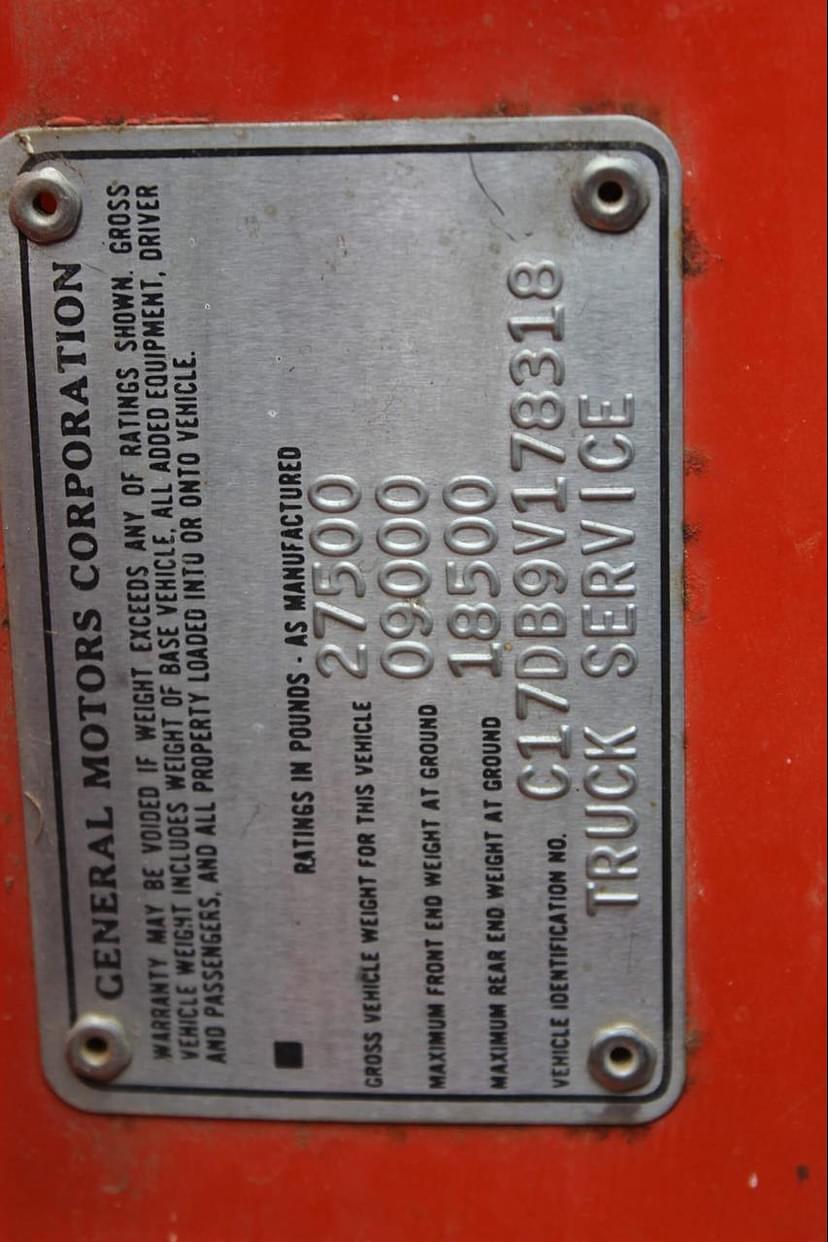 GENERAL MOTORS CORPORATION
WARRANTY MAY BE VOIDED IF WEIGHT EXCEEDS ANY OF RATINGS SHOWN. GROSS
VEHICLE WEIGHT INCLUDES WEIGHT OF BASE VEHICLE, ALL ADDED EQUIPMENT, DRIVER
AND PASSENGERS, AND ALL PROPERTY LOADED INTO OR ONTO VEHICLE.
RATINGS IN POUNDS - AS MANUFACTURED
GROSS VEHICLE WEIGHT FOR THIS VEHICLE 27500
MAXIMUM FRONT END WEIGHT AT GROUND 09000
MAXIMUM REAR END WEIGHT AT GROUND 18500
VEHICLE IDENTIFICATION NO. C17DB9V178318
TRUCK SERVICE